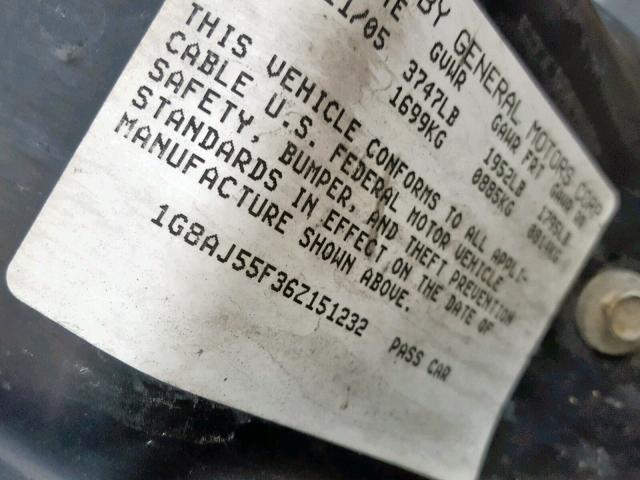 BY GENERAL MOTORS CORP
TE GVWR GAWR FRT GAWR RR
11/05 3747LB 1952LB 1795LB
1699KG 0885KG 0814KG
THIS VEHICLE CONFORMS TO ALL APPLI-
CABLE U.S. FEDERAL MOTOR VEHICLE
SAFETY, BUMPER, AND THEFT PREVENTION
STANDARDS IN EFFECT ON THE DATE OF
MANUFACTURE SHOWN ABOVE.
1G8AJ55F36Z151232 PASS CAR